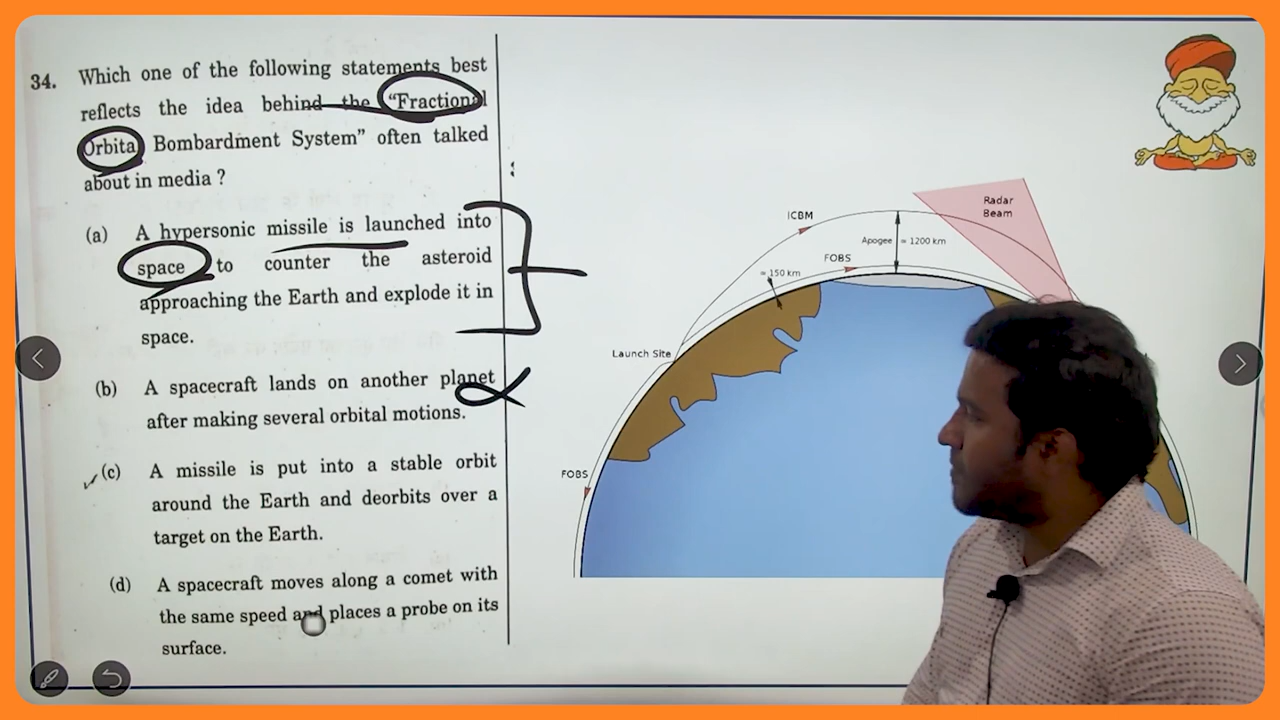 34. Which one of the following statements best
reflects the idea behind the "Fractional
Orbital Bombardment System" often talked
about in media ?
(a) A hypersonic missile is launched into
space to counter the asteroid
approaching the Earth and explode it in
space.
(b) A spacecraft lands on another planet
after making several orbital motions.
(c) A missile is put into a stable orbit
around the Earth and deorbits over a
target on the Earth.
(d) A spacecraft moves along a comet with
the same speed and places a probe on its
surface.
Radar
Beam
ICBM
Apogee ≈ 1200 km
FOBS
≈ 150 km
Launch Site
FOBS